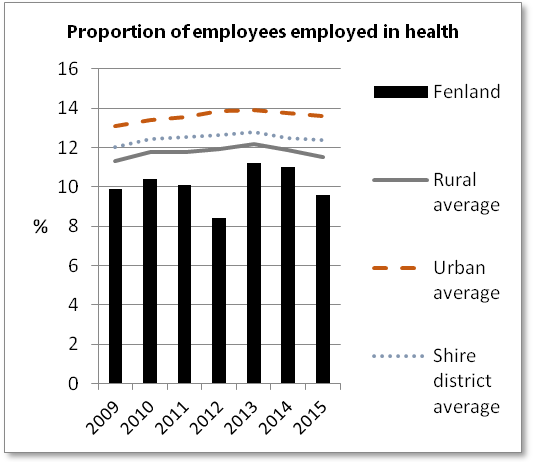 Proportion of employees employed in health
16
14
12
10
8
6
4
2
0
%
2009
2010
2011
2012
2013
2014
2015
Fenland
Rural
average
Urban
average
Shire
district
average